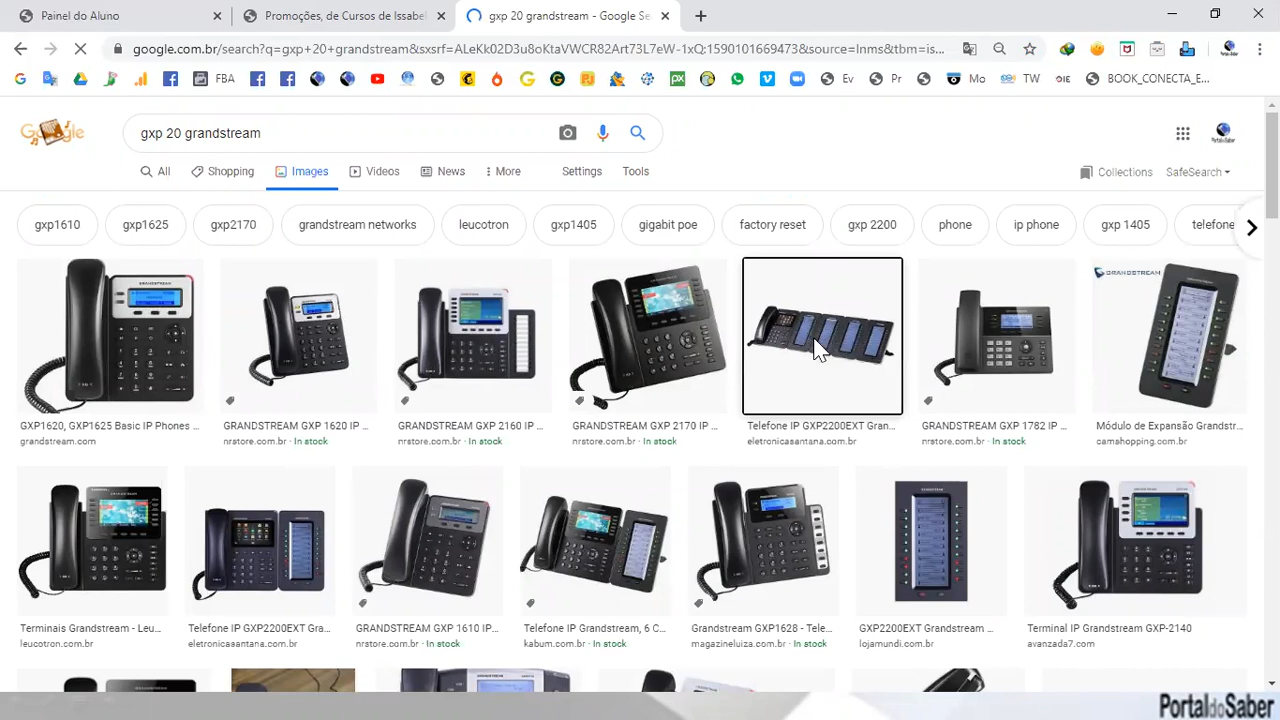 Painel do Aluno
Promoções, de Cursos de Issabel
gxp 20 grandstream - Google Se
google.com.br/search?q=gxp+20+grandstream&sxsrf=ALeKk02D3u8oKtaVWCR82Art73L7eW-1xQ:1590101669473&source=lnms&tbm=is...
FBA
Ev
Pr
Mo
TW
BOOK_CONECTA_E...
Google
gxp 20 grandstream
Portal do Saber
All
Shopping
Images
Videos
News
More
Settings
Tools
Collections
SafeSearch
gxp1610
gxp1625
gxp2170
grandstream networks
leucotron
gxp1405
gigabit poe
factory reset
gxp 2200
phone
ip phone
gxp 1405
telefone
GRANDSTREAM
GXP1620, GXP1625 Basic IP Phones ...
grandstream.com
GRANDSTREAM GXP 1620 IP ...
nrstore.com.br · In stock
GRANDSTREAM GXP 2160 IP ...
nrstore.com.br · In stock
GRANDSTREAM GXP 2170 IP ...
nrstore.com.br · In stock
Telefone IP GXP2200EXT Gran...
eletronicasantana.com.br
GRANDSTREAM GXP 1782 IP ...
nrstore.com.br · In stock
Módulo de Expansão Grandstr...
camshopping.com.br
Terminais Grandstream - Leu...
leucotron.com.br
Telefone IP GXP2200EXT Gra...
eletronicasantana.com.br
GRANDSTREAM GXP 1610 IP...
nrstore.com.br · In stock
Telefone IP Grandstream, 6 C...
kabum.com.br · In stock
Grandstream GXP1628 - Tele...
magazineluiza.com.br · In stock
GXP2200EXT Grandstream ...
lojamundi.com.br
Terminal IP Grandstream GXP-2140
avanzada7.com
PortaldoSaber